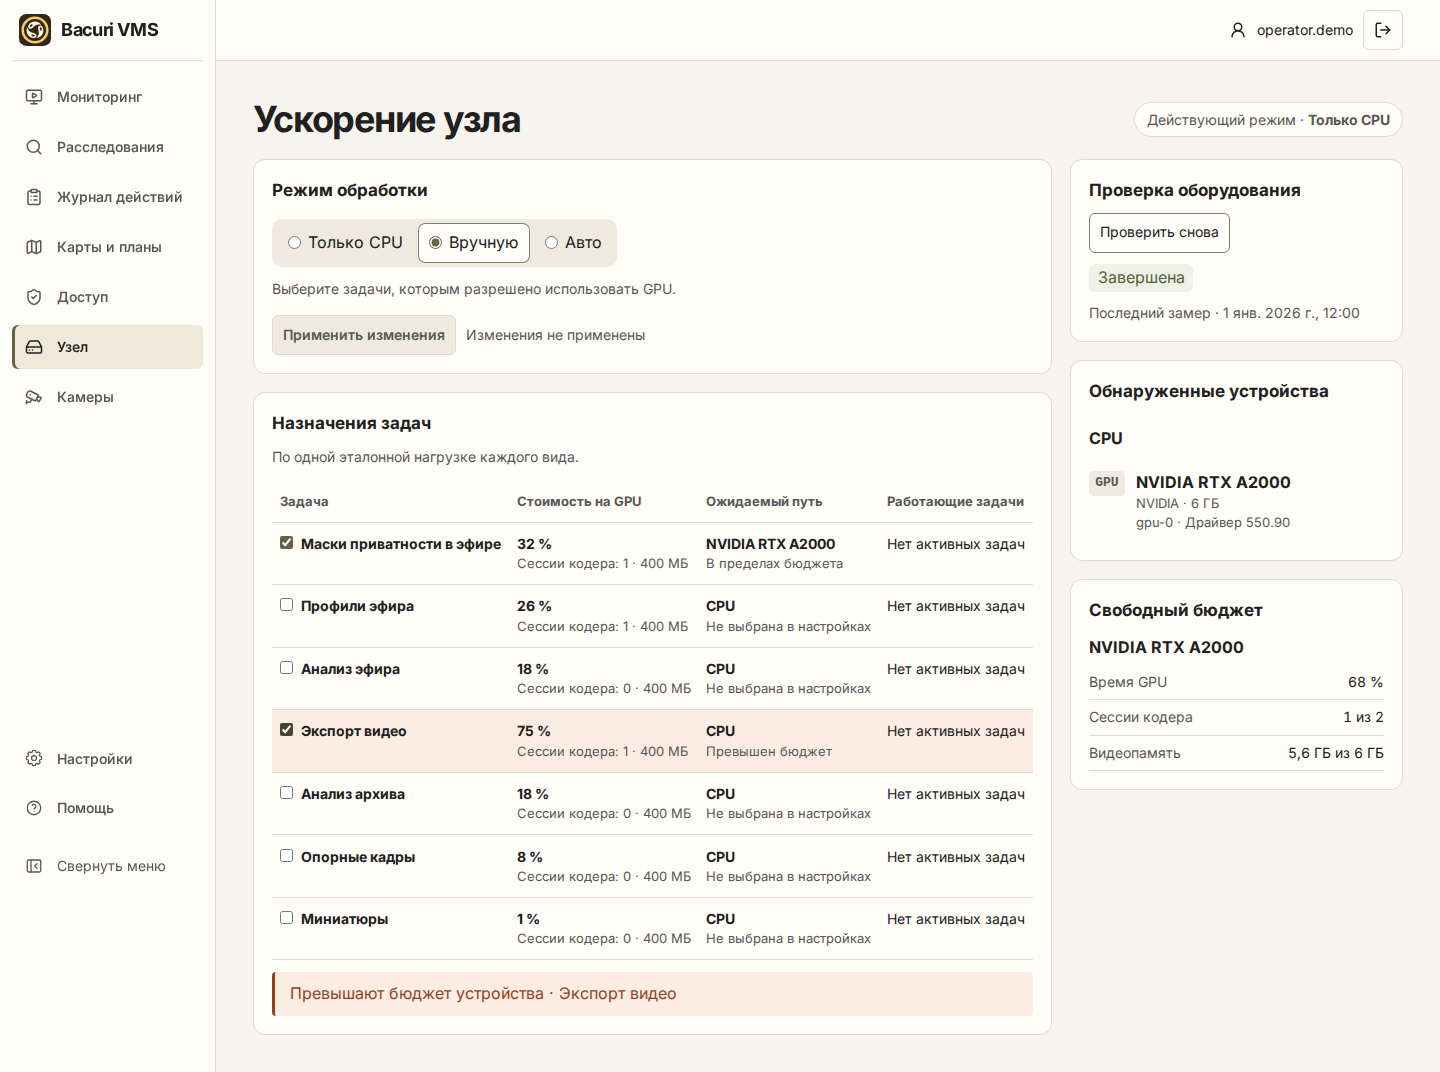 Bacuri VMS
operator.demo
Мониторинг
Расследования
Журнал действий
Карты и планы
Доступ
Узел
Камеры
Настройки
Помощь
Свернуть меню
Ускорение узла
Действующий режим · Только CPU
Режим обработки
Только CPU Вручную Авто
Выберите задачи, которым разрешено использовать GPU.
Применить изменения Изменения не применены
Назначения задач
По одной эталонной нагрузке каждого вида.
Задача Стоимость на GPU Ожидаемый путь Работающие задачи
Маски приватности в эфире 32 % NVIDIA RTX A2000 Нет активных задач
Сессии кодера: 1 · 400 МБ В пределах бюджета
Профили эфира 26 % CPU Нет активных задач
Сессии кодера: 1 · 400 МБ Не выбрана в настройках
Анализ эфира 18 % CPU Нет активных задач
Сессии кодера: 0 · 400 МБ Не выбрана в настройках
Экспорт видео 75 % CPU Нет активных задач
Сессии кодера: 1 · 400 МБ Превышен бюджет
Анализ архива 18 % CPU Нет активных задач
Сессии кодера: 0 · 400 МБ Не выбрана в настройках
Опорные кадры 8 % CPU Нет активных задач
Сессии кодера: 0 · 400 МБ Не выбрана в настройках
Миниатюры 1 % CPU Нет активных задач
Сессии кодера: 0 · 400 МБ Не выбрана в настройках
Превышают бюджет устройства · Экспорт видео
Проверка оборудования
Проверить снова
Завершена
Последний замер · 1 янв. 2026 г., 12:00
Обнаруженные устройства
CPU
GPU NVIDIA RTX A2000
NVIDIA · 6 ГБ
gpu-0 · Драйвер 550.90
Свободный бюджет
NVIDIA RTX A2000
Время GPU 68 %
Сессии кодера 1 из 2
Видеопамять 5,6 ГБ из 6 ГБ